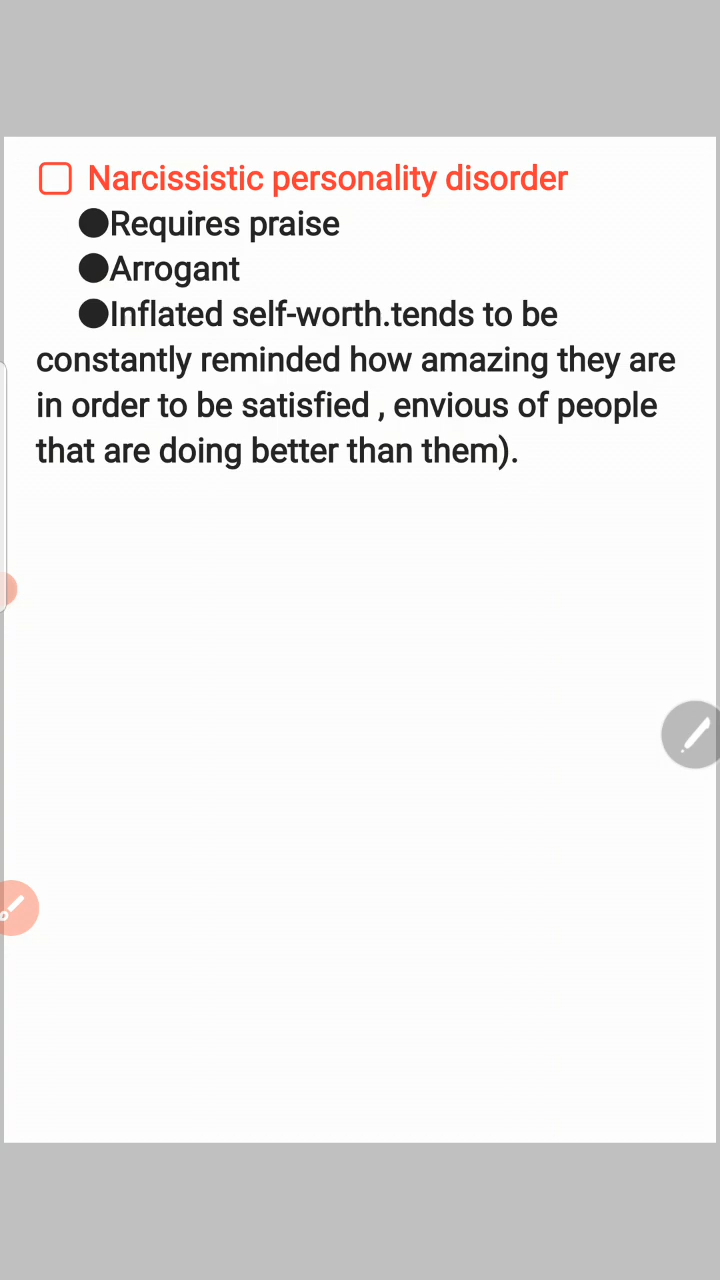 Narcissistic personality disorder
●Requires praise
●Arrogant
●Inflated self-worth.tends to be
constantly reminded how amazing they are
in order to be satisfied , envious of people
that are doing better than them).